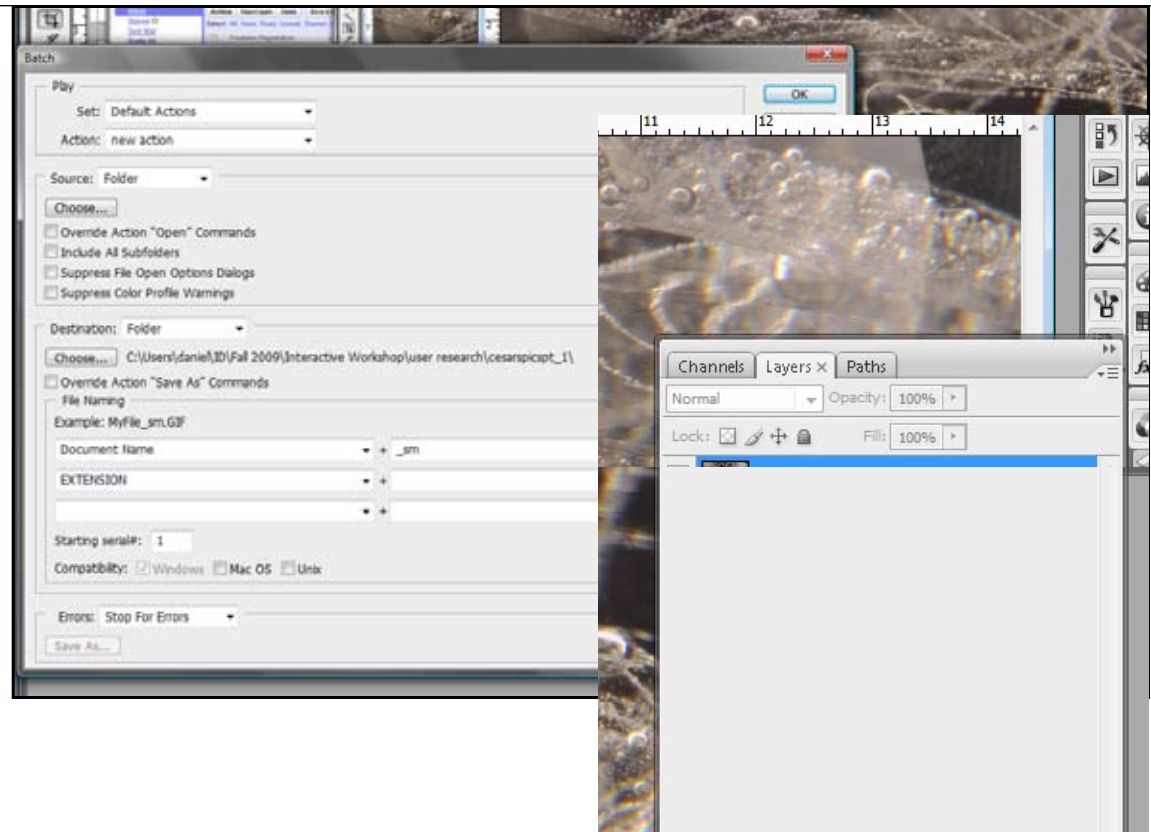 Batch
Play
OK
Set: Default Actions
Action: new action
11 12 13 14
Source: Folder
Choose...
Override Action "Open" Commands
Include All Subfolders
Suppress File Open Options Dialogs
Suppress Color Profile Warnings
Destination: Folder
Choose... C:\Users\daniel\ID\Fall 2009\Interactive Workshop\user research\cesarspicspt_1\
Override Action "Save As" Commands
File Naming
Example: MyFile_sm.GIF
Document Name + _sm
EXTENSION +
+
Starting serial#: 1
Compatibility: Windows Mac OS Unix
Errors: Stop For Errors
Save As...
Channels Layers × Paths
Normal Opacity: 100%
Lock: Fill: 100%